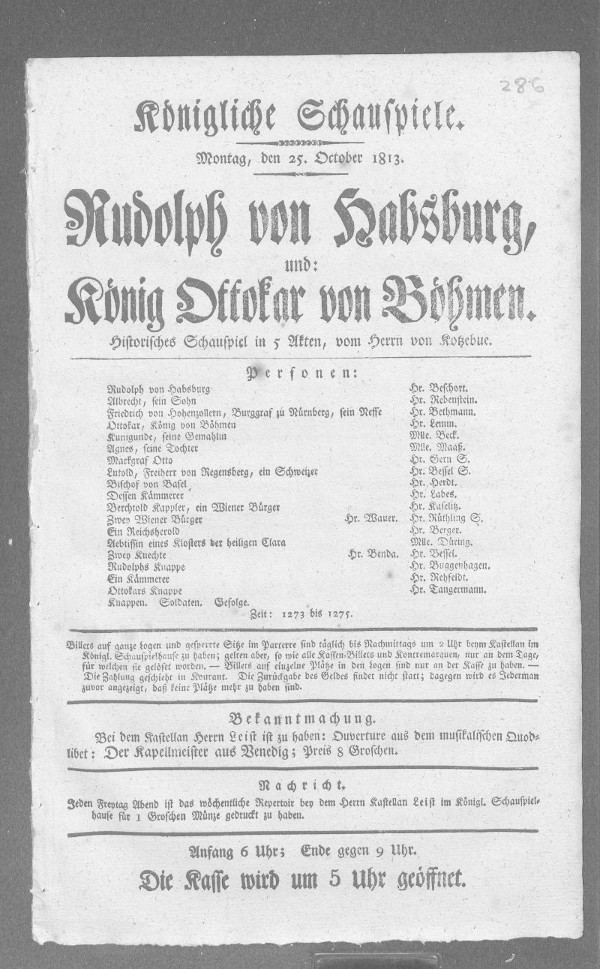 286
Königliche Schauspiele.
Montag, den 25. October 1813.
Rudolph von Habsburg,
und:
König Ottokar von Böhmen.
Historisches Schauspiel in 5 Akten, vom Herrn von Kotzebue.
Personen:
Rudolph von Habsburg Hr. Beschort.
Albrecht, sein Sohn Hr. Rebenstein.
Friedrich von Hohenzollern, Burggraf zu Nürnberg, sein Neffe Hr. Bethmann.
Ottokar, König von Böhmen Hr. Lemm.
Kunigunde, seine Gemahlin Mlle. Beck.
Agnes, seine Tochter Mlle. Maaß.
Markgraf Otto Hr. Gern S.
Lutold, Freiherr von Regensberg, ein Schweizer Hr. Bessel S.
Bischof von Basel Hr. Herdt.
Dessen Kämmerer Hr. Labes.
Berchtold Kappler, ein Wiener Bürger Hr. Kaselitz.
Zwey Wiener Bürger Hr. Wauer. Hr. Rüthling S.
Ein Reichsherold Hr. Berger.
Aebtissin eines Klosters der heiligen Clara Mlle. Düring.
Zwey Knechte Hr. Benda. Hr. Bessel.
Rudolphs Knappe Hr. Buggenhagen.
Ein Kämmerer Hr. Rehfeldt.
Ottokars Knappe Hr. Tangermann.
Knappen. Soldaten. Gefolge.
Zeit: 1273 bis 1275.
Billets auf ganze Logen und gesperrte Sitze im Parterre sind täglich bis Nachmittags um 2 Uhr beym Kastellan im
Königl. Schauspielhause zu haben; gelten aber, so wie alle Kassen-Billets und Kontremarquen, nur an dem Tage,
für welchen sie gelöset worden. — Billets auf einzelne Plätze in den Logen sind nur an der Kasse zu haben. —
Die Zahlung geschieht in Kourant. Die Zurückgabe des Geldes findet nicht statt; dagegen wird es Jederman
zuvor angezeigt, daß keine Plätze mehr zu haben sind.
Bekanntmachung.
Bei dem Kastellan Herrn Leist ist zu haben: Ouverture aus dem musikalischen Quod-
libet: Der Kapellmeister aus Venedig; Preis 8 Groschen.
Nachricht.
Jeden Freytag Abend ist das wöchentliche Repertoir bey dem Herrn Kastellan Leist im Königl. Schauspiel-
hause für 1 Groschen Münze gedruckt zu haben.
Anfang 6 Uhr; Ende gegen 9 Uhr.
Die Kasse wird um 5 Uhr geöffnet.